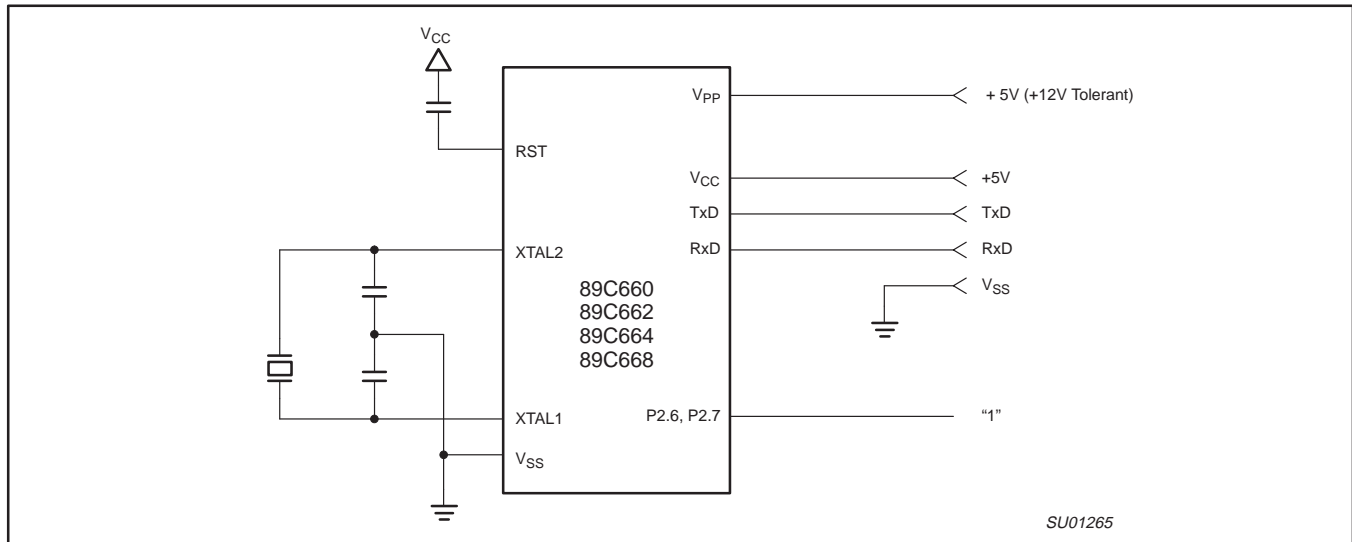 VCC
VPP
+ 5V (+12V Tolerant)
RST
VCC
+5V
TxD
TxD
XTAL2
RxD
RxD
VSS
89C660
89C662
89C664
89C668
XTAL1
P2.6, P2.7
“1”
VSS
SU01265